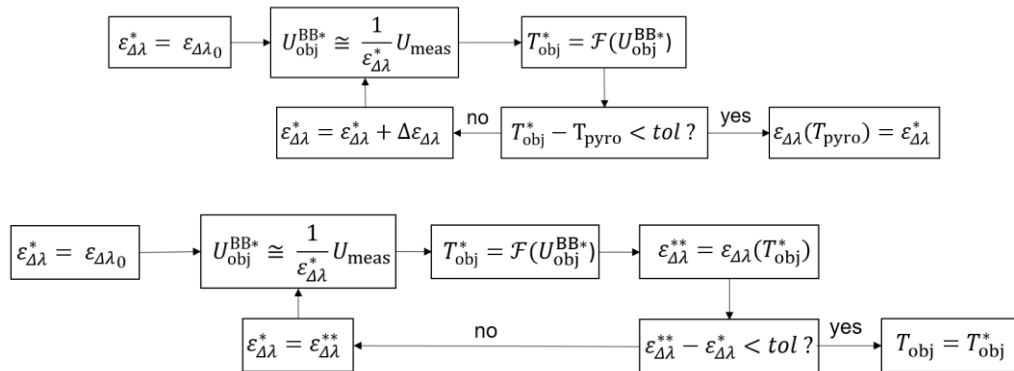 ε*_Δλ = ε_Δλ₀
U_obj^BB* ≅ 1/ε*_Δλ U_meas
T*_obj = ℱ(U_obj^BB*)
ε*_Δλ = ε*_Δλ + Δε_Δλ
no
T*_obj − T_pyro < tol ?
yes
ε_Δλ(T_pyro) = ε*_Δλ
ε*_Δλ = ε_Δλ₀
U_obj^BB* ≅ 1/ε*_Δλ U_meas
T*_obj = ℱ(U_obj^BB*)
ε**_Δλ = ε_Δλ(T*_obj)
ε*_Δλ = ε**_Δλ
no
ε**_Δλ − ε*_Δλ < tol ?
yes
T_obj = T*_obj